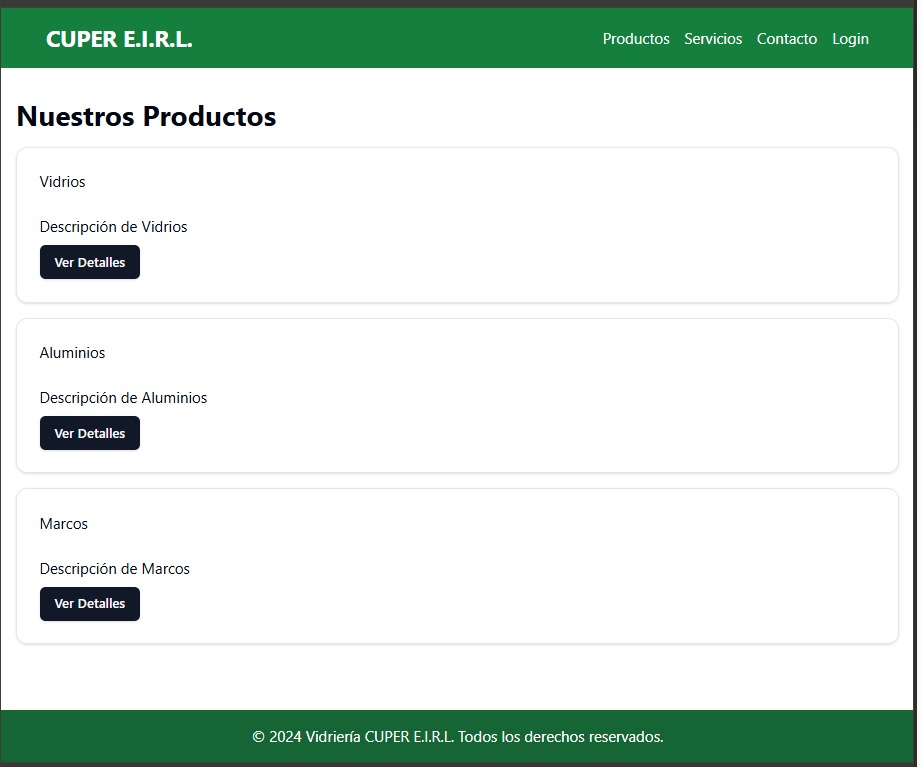 CUPER E.I.R.L.
Productos Servicios Contacto Login
Nuestros Productos
Vidrios
Descripción de Vidrios
Ver Detalles
Aluminios
Descripción de Aluminios
Ver Detalles
Marcos
Descripción de Marcos
Ver Detalles
© 2024 Vidriería CUPER E.I.R.L. Todos los derechos reservados.